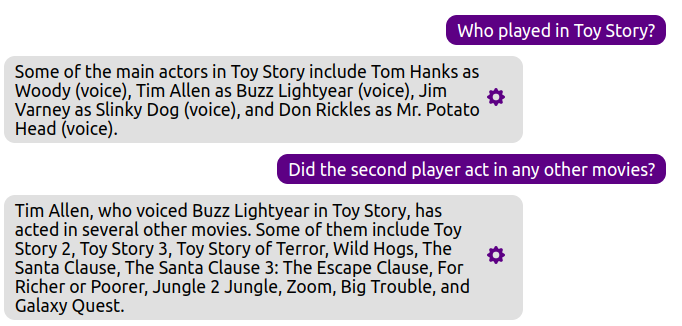 Who played in Toy Story?
Some of the main actors in Toy Story include Tom Hanks as
Woody (voice), Tim Allen as Buzz Lightyear (voice), Jim
Varney as Slinky Dog (voice), and Don Rickles as Mr. Potato
Head (voice).
Did the second player act in any other movies?
Tim Allen, who voiced Buzz Lightyear in Toy Story, has
acted in several other movies. Some of them include Toy
Story 2, Toy Story 3, Toy Story of Terror, Wild Hogs, The
Santa Clause, The Santa Clause 3: The Escape Clause, For
Richer or Poorer, Jungle 2 Jungle, Zoom, Big Trouble, and
Galaxy Quest.